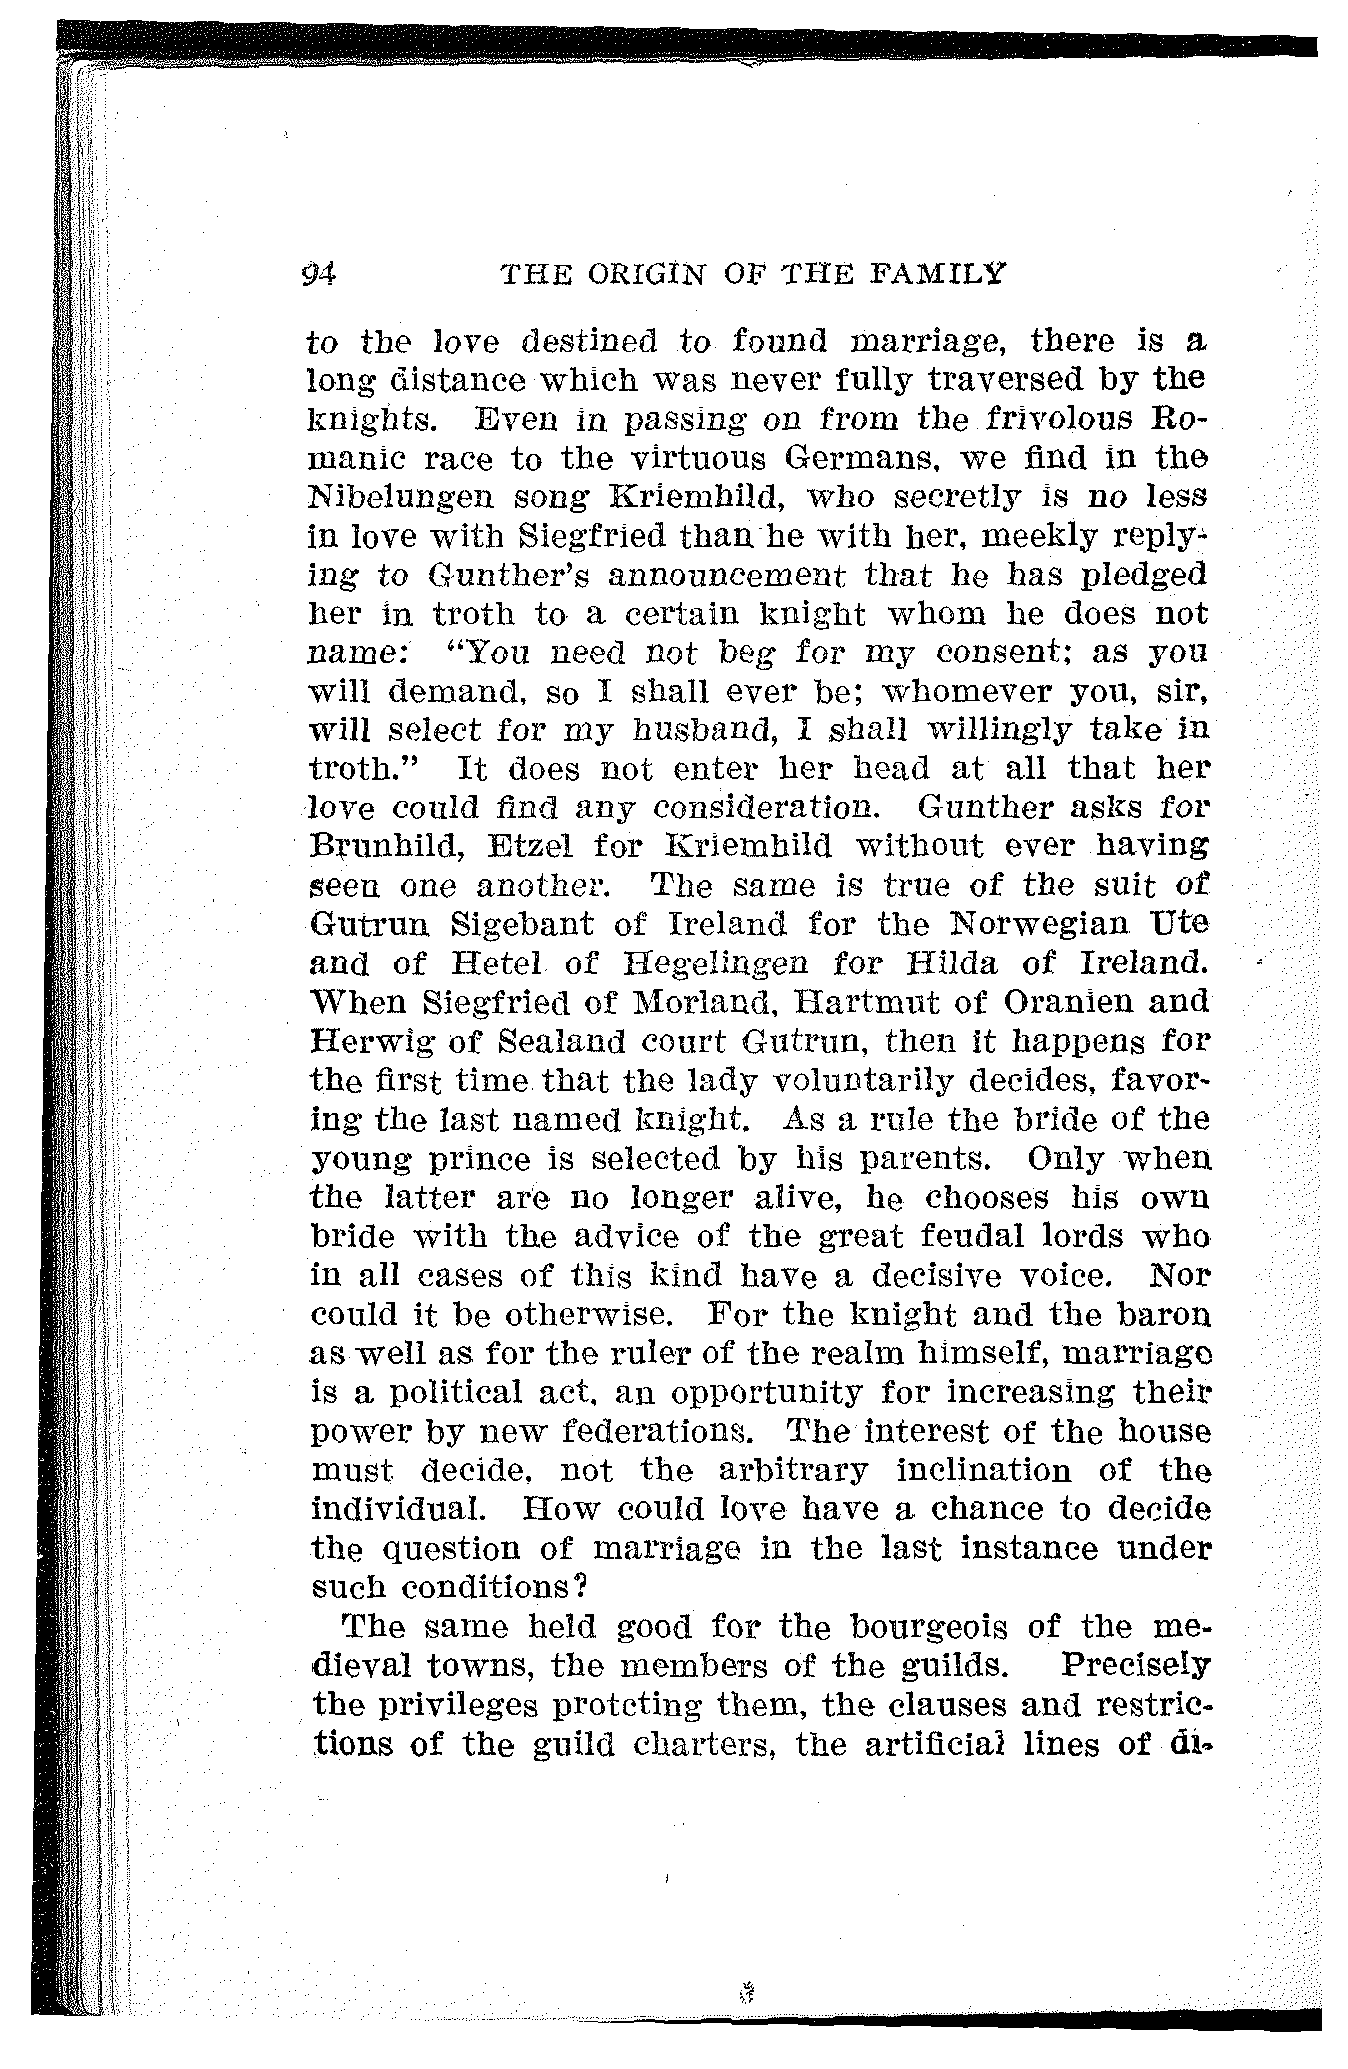 94 THE ORIGIN OF THE FAMILY
to the love destined to found marriage, there is a
long distance which was never fully traversed by the
knights. Even in passing on from the frivolous Ro-
manic race to the virtuous Germans, we find in the
Nibelungen song Kriemhild, who secretly is no less
in love with Siegfried than he with her, meekly reply-
ing to Gunther's announcement that he has pledged
her in troth to a certain knight whom he does not
name: "You need not beg for my consent; as you
will demand, so I shall ever be; whomever you, sir,
will select for my husband, I shall willingly take in
troth." It does not enter her head at all that her
love could find any consideration. Gunther asks for
Brunhild, Etzel for Kriemhild without ever having
seen one another. The same is true of the suit of
Gutrun Sigebant of Ireland for the Norwegian Ute
and of Hetel of Hegelingen for Hilda of Ireland.
When Siegfried of Morland, Hartmut of Oranien and
Herwig of Sealand court Gutrun, then it happens for
the first time that the lady voluntarily decides, favor-
ing the last named knight. As a rule the bride of the
young prince is selected by his parents. Only when
the latter are no longer alive, he chooses his own
bride with the advice of the great feudal lords who
in all cases of this kind have a decisive voice. Nor
could it be otherwise. For the knight and the baron
as well as for the ruler of the realm himself, marriage
is a political act, an opportunity for increasing their
power by new federations. The interest of the house
must decide, not the arbitrary inclination of the
individual. How could love have a chance to decide
the question of marriage in the last instance under
such conditions?
The same held good for the bourgeois of the me-
dieval towns, the members of the guilds. Precisely
the privileges protcting them, the clauses and restric-
tions of the guild charters, the artificial lines of di-